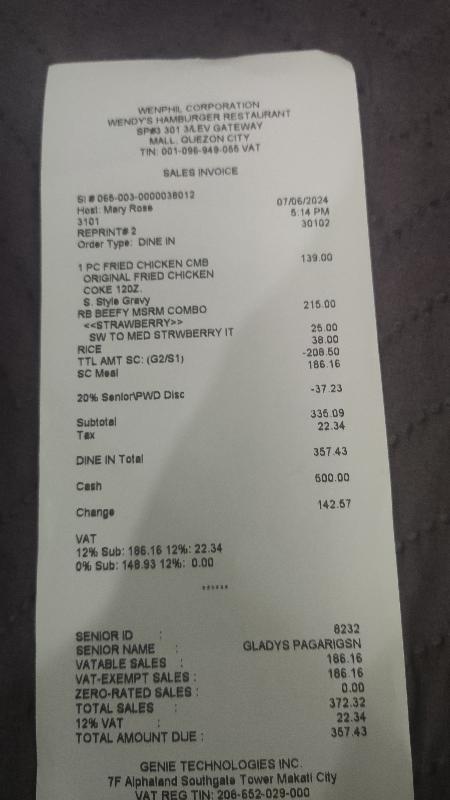 WENPHIL CORPORATION
WENDY'S HAMBURGER RESTAURANT
SP#3 301 3/LEV GATEWAY
MALL, QUEZON CITY
TIN: 001-096-949-065 VAT
SALES INVOICE
SI # 065-003-0000038012
Host: Mary Rose 07/06/2024
3101 5:14 PM
REPRINT# 2 30102
Order Type: DINE IN
1 PC FRIED CHICKEN CMB 139.00
ORIGINAL FRIED CHICKEN
COKE 12OZ.
S. Style Gravy
RB BEEFY MSRM COMBO 215.00
<<STRAWBERRY>>
SW TO MED STRWBERRY IT 25.00
RICE 38.00
TTL AMT SC: (G2/S1) -208.50
SC Meal 186.16
20% Senior\PWD Disc -37.23
Subtotal 335.09
Tax 22.34
DINE IN Total 357.43
Cash 500.00
Change 142.57
VAT
12% Sub: 186.16 12%: 22.34
0% Sub: 148.93 12%: 0.00
******
SENIOR ID : 8232
SENIOR NAME : GLADYS PAGARIGSN
VATABLE SALES : 186.16
VAT-EXEMPT SALES : 186.16
ZERO-RATED SALES : 0.00
TOTAL SALES : 372.32
12% VAT : 22.34
TOTAL AMOUNT DUE : 357.43
GENIE TECHNOLOGIES INC.
7F Alphaland Southgate Tower Makati City
VAT REG TIN: 206-652-029-000